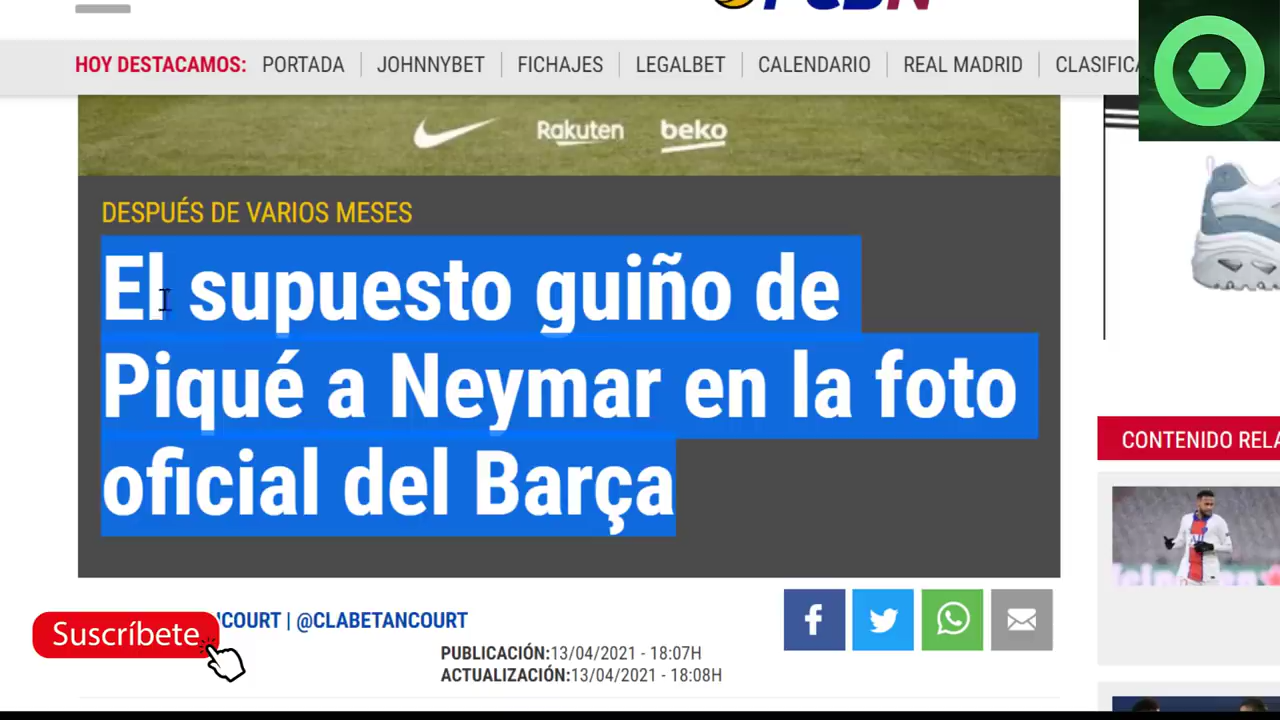 FCBN
HOY DESTACAMOS: PORTADA JOHNNYBET FICHAJES LEGALBET CALENDARIO REAL MADRID
Rakuten beko
DESPUÉS DE VARIOS MESES
El supuesto guiño de
Piqué a Neymar en la foto
oficial del Barça
CONTENIDO
Suscríbete
| @CLABETANCOURT
PUBLICACIÓN:13/04/2021 - 18:07H
ACTUALIZACIÓN:13/04/2021 - 18:08H